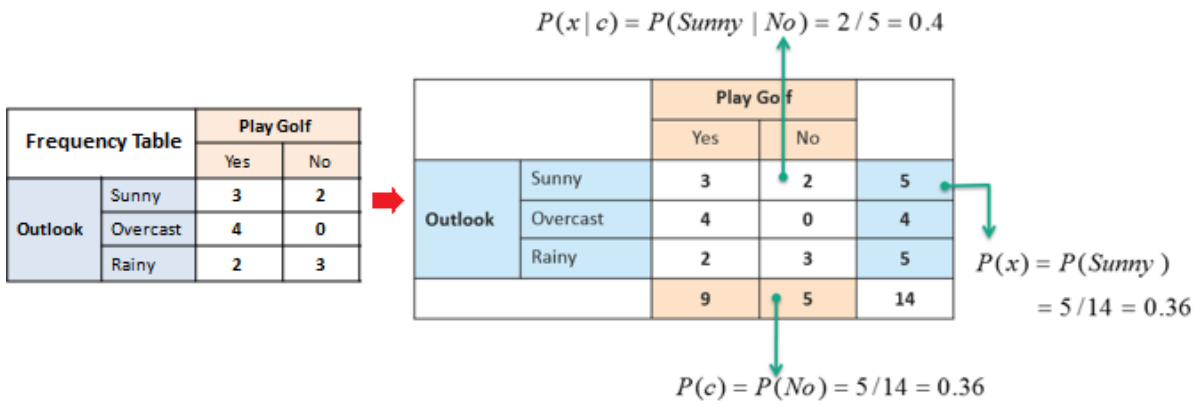 P(x | c) = P(Sunny | No) = 2 / 5 = 0.4
Frequency Table Play Golf
Yes No
Outlook Sunny 3 2
Overcast 4 0
Rainy 2 3
Play Golf
Yes No
Outlook Sunny 3 2 5
Overcast 4 0 4
Rainy 2 3 5
9 5 14
P(x) = P(Sunny )
= 5 /14 = 0.36
P(c) = P(No) = 5 /14 = 0.36